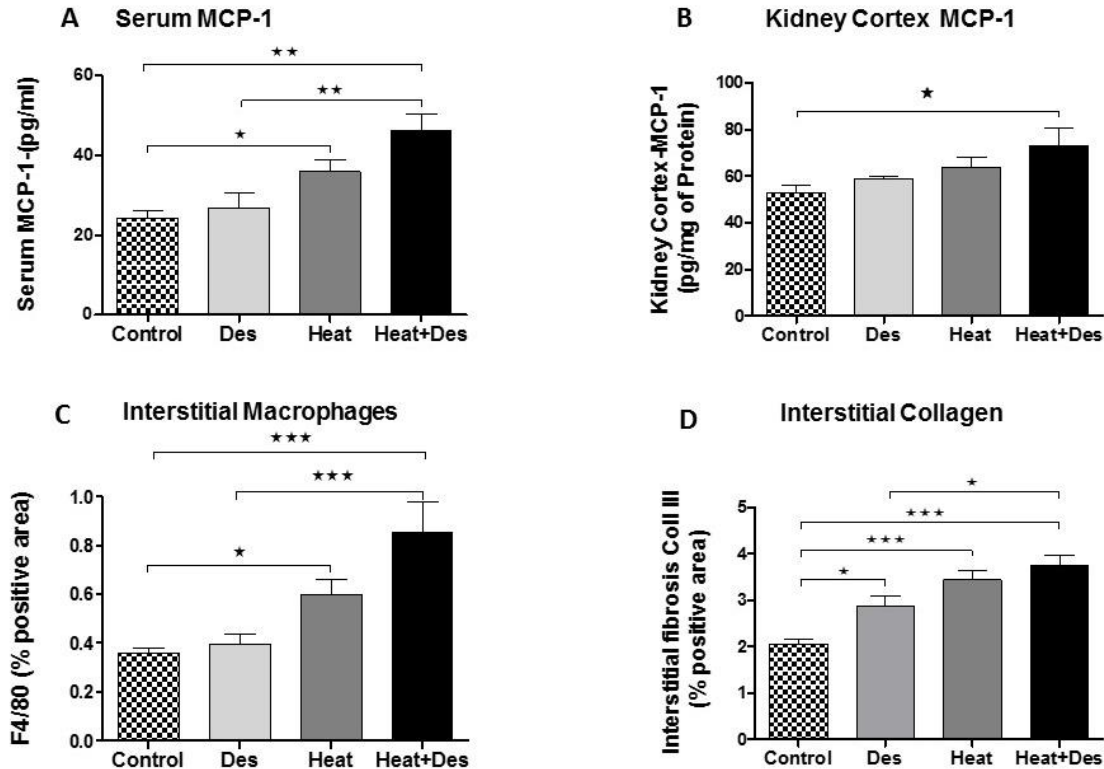 A Serum MCP-1
★★
★★
★
Serum MCP-1-(pg/ml)
60
40
20
0
Control Des Heat Heat+Des
B Kidney Cortex MCP-1
★
Kidney Cortex-MCP-1
(pg/mg of Protein)
100
80
60
40
20
0
Control Des Heat Heat+Des
C Interstitial Macrophages
★★★
★★★
★
F4/80 (% positive area)
1.0
0.8
0.6
0.4
0.2
0.0
Control Des Heat Heat+Des
D Interstitial Collagen
★
★★★
★★★
★
Interstitial fibrosis Coll III
(% positive area)
5
4
3
2
1
0
Control Des Heat Heat+Des